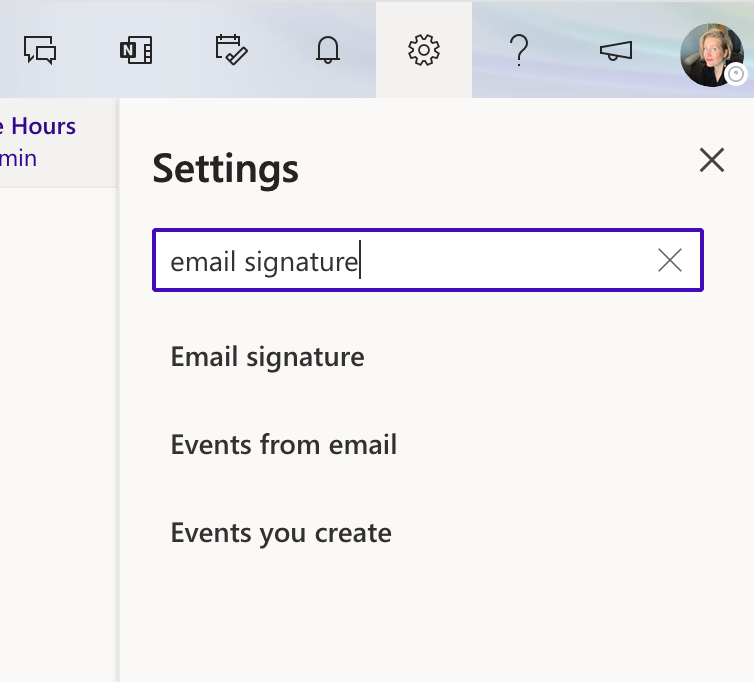 N
e Hours
min
Settings
email signature
Email signature
Events from email
Events you create